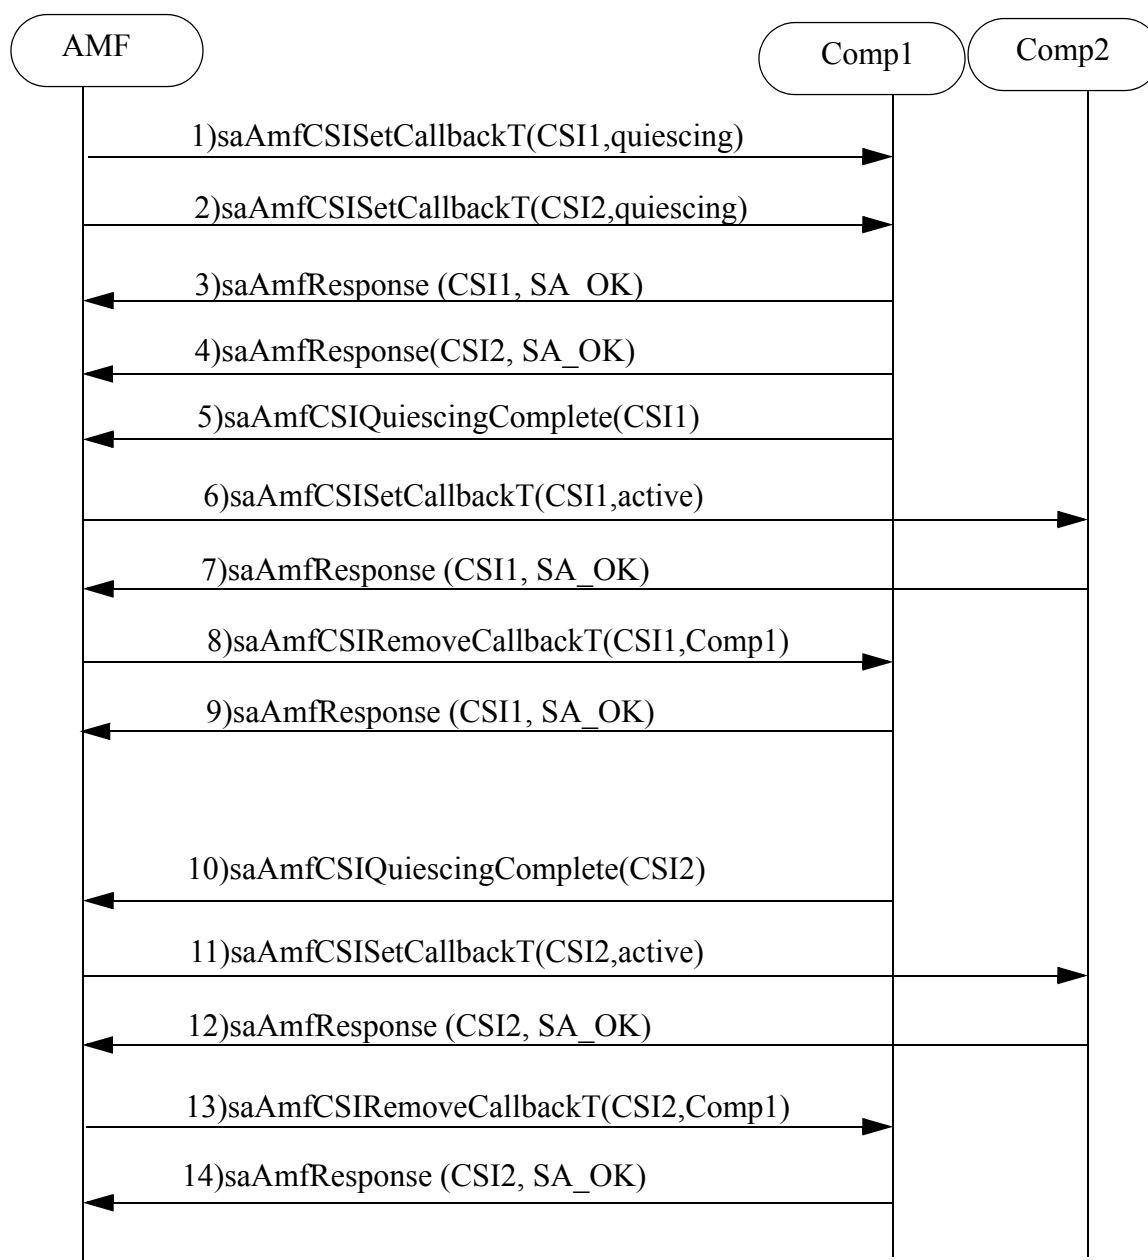 AMF
Comp1
Comp2
1)saAmfCSISetCallbackT(CSI1,quiescing)
2)saAmfCSISetCallbackT(CSI2,quiescing)
3)saAmfResponse (CSI1, SA_OK)
4)saAmfResponse(CSI2, SA_OK)
5)saAmfCSIQuiescingComplete(CSI1)
6)saAmfCSISetCallbackT(CSI1,active)
7)saAmfResponse (CSI1, SA_OK)
8)saAmfCSIRemoveCallbackT(CSI1,Comp1)
9)saAmfResponse (CSI1, SA_OK)
10)saAmfCSIQuiescingComplete(CSI2)
11)saAmfCSISetCallbackT(CSI2,active)
12)saAmfResponse (CSI2, SA_OK)
13)saAmfCSIRemoveCallbackT(CSI2,Comp1)
14)saAmfResponse (CSI2, SA_OK)